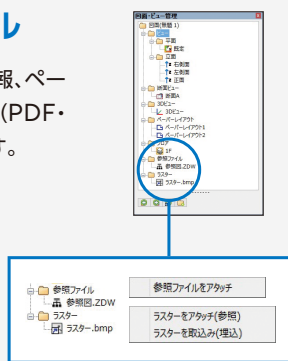 ル
報、ペー
(PDF・
す。
図面・ビュー管理
図面(無題 1)
ビュー
平面
既定
立面
右側面
左側面
正面
断面ビュー
断面A
3Dビュー
3Dビュー
ペーパーレイアウト
ペーパーレイアウト1
ペーパーレイアウト2
フロア
1F
参照ファイル
参照図.ZDW
ラスター
ラスター.bmp
参照ファイル
参照図.ZDW
ラスター
ラスター.bmp
参照ファイルをアタッチ
ラスターをアタッチ(参照)
ラスターを取込み(埋込)